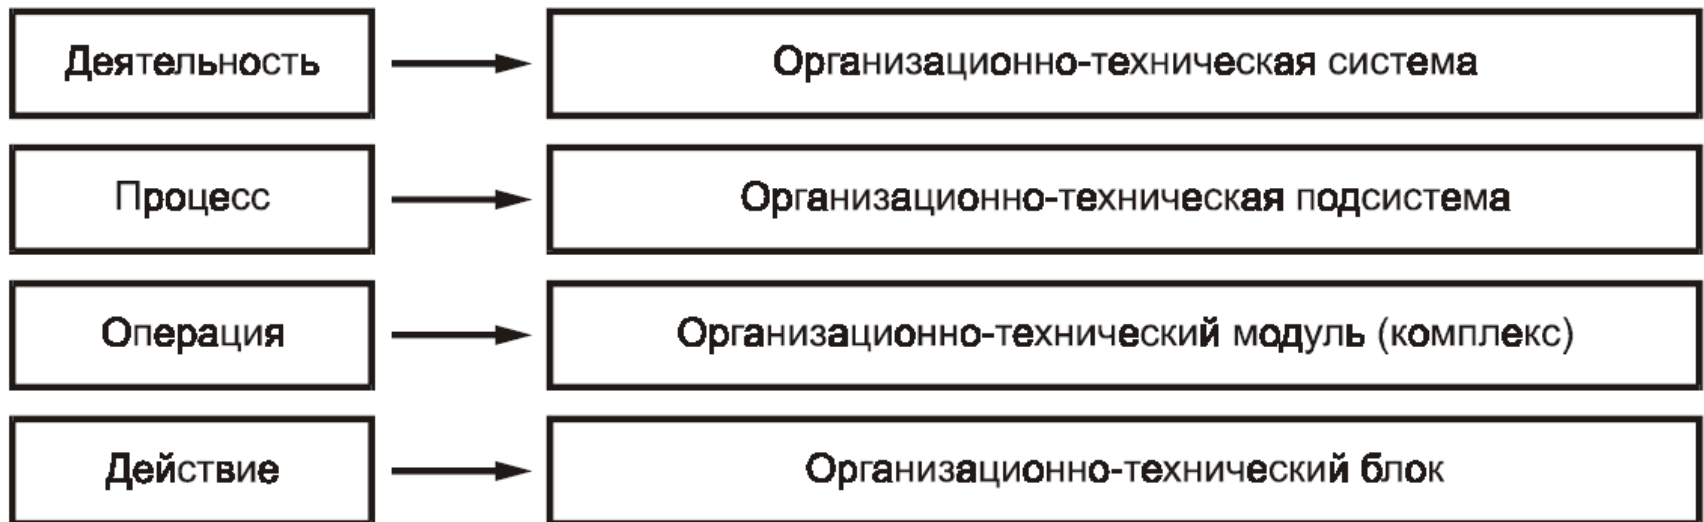 Деятельность Организационно-техническая система
Процесс Организационно-техническая подсистема
Операция Организационно-технический модуль (комплекс)
Действие Организационно-технический блок